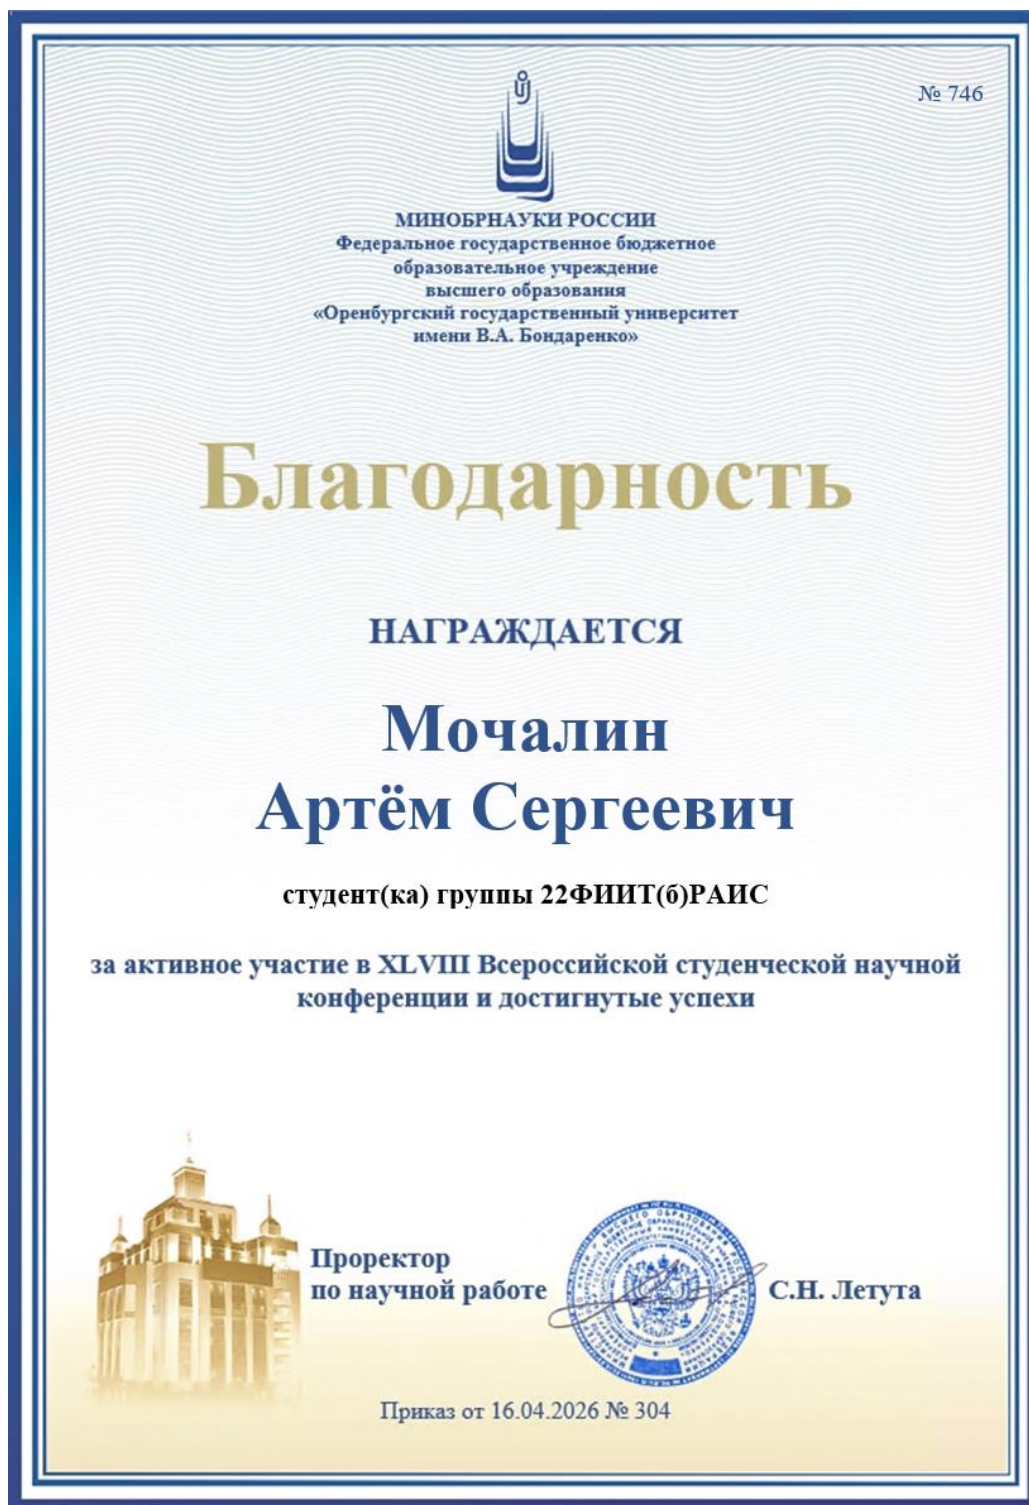 № 746
МИНОБРНАУКИ РОССИИ
Федеральное государственное бюджетное
образовательное учреждение
высшего образования
«Оренбургский государственный университет
имени В.А. Бондаренко»
Благодарность
НАГРАЖДАЕТСЯ
Мочалин
Артём Сергеевич
студент(ка) группы 22ФИИТ(б)РАИС
за активное участие в XLVIII Всероссийской студенческой научной
конференции и достигнутые успехи
Проректор
по научной работе
С.Н. Летута
Приказ от 16.04.2026 № 304